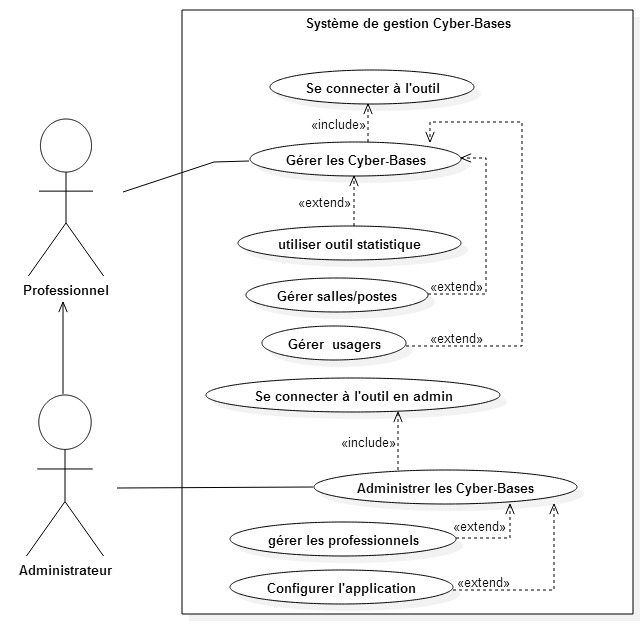 Système de gestion Cyber-Bases
Se connecter à l'outil
«include»
Gérer les Cyber-Bases
«extend»
utiliser outil statistique
Gérer salles/postes
«extend»
Professionnel
Gérer usagers
«extend»
Se connecter à l'outil en admin
«include»
Administrer les Cyber-Bases
«extend»
gérer les professionnels
Administrateur
Configurer l'application
«extend»